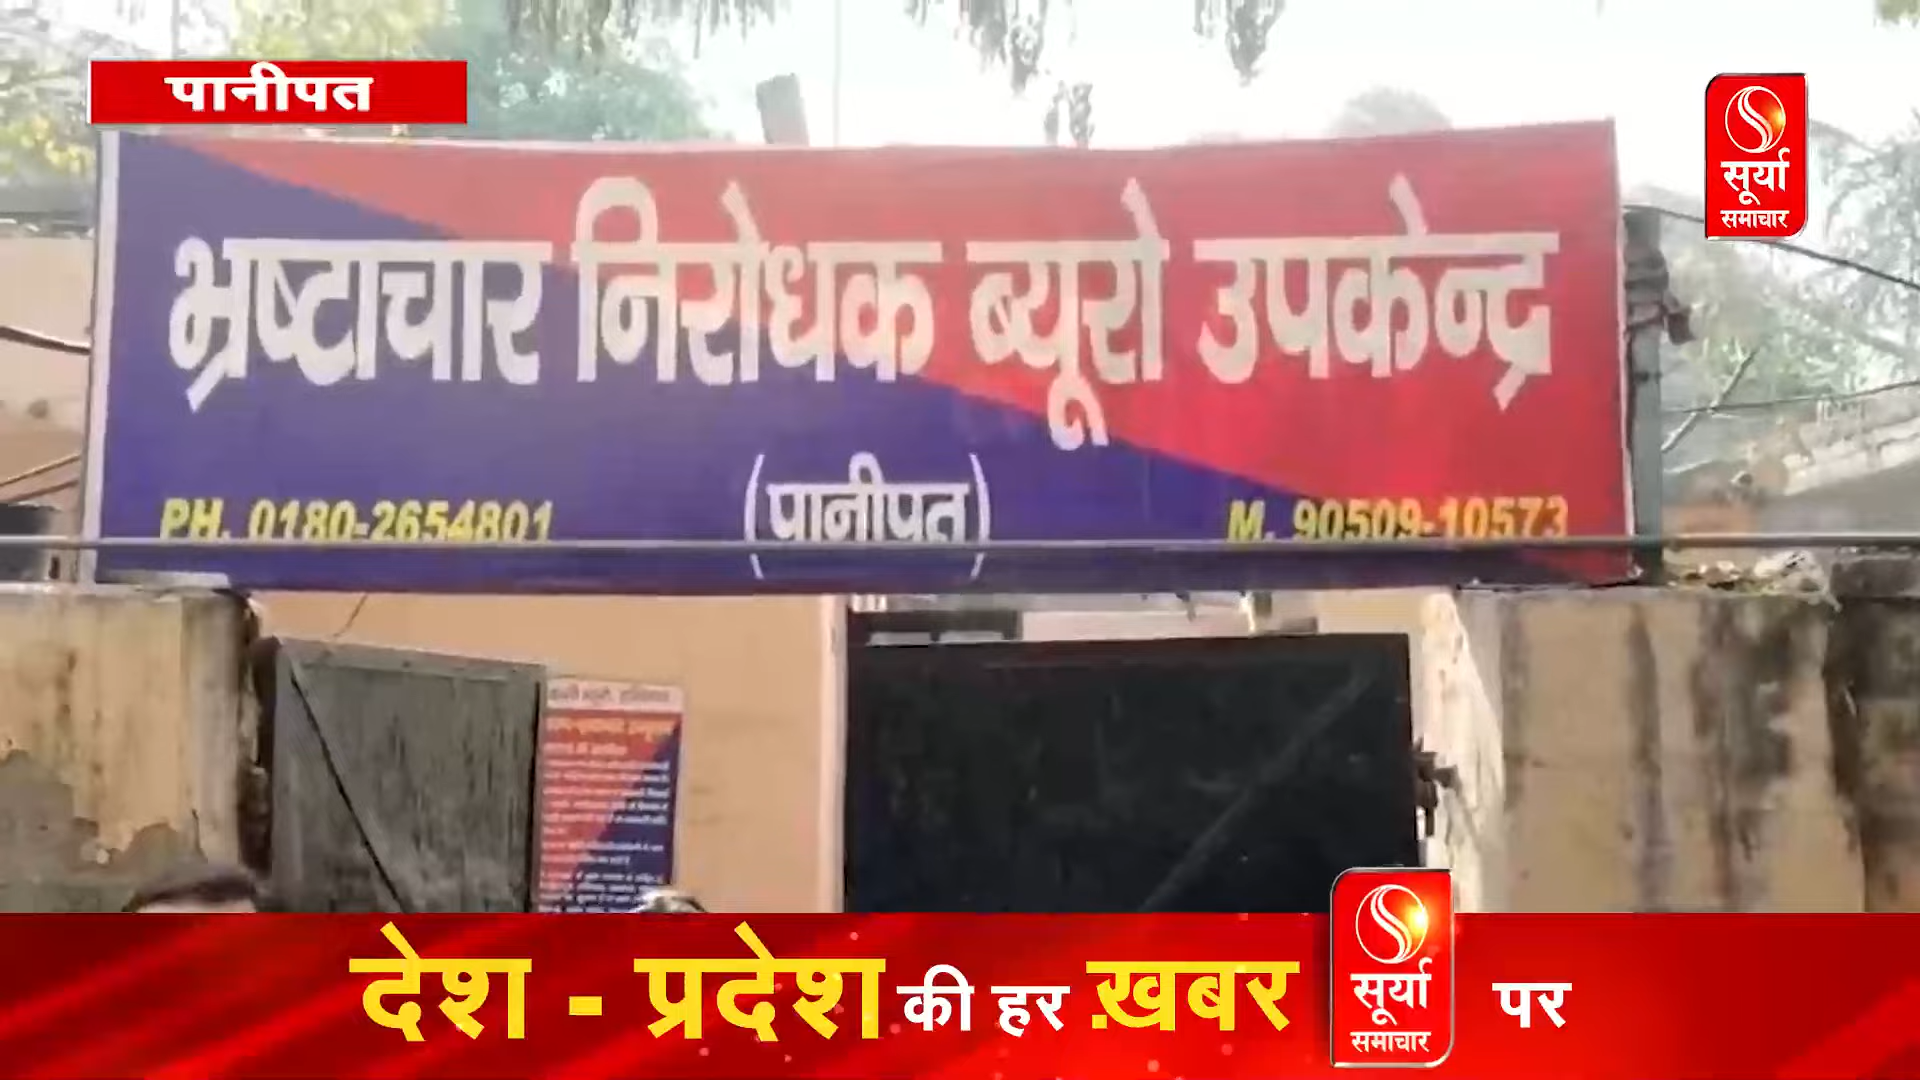 पानीपत
सूर्या
समाचार
भ्रष्टाचार निरोधक ब्यूरो उपकेन्द्र
(पानीपत)
PH. 0180-2654801
M. 90509-10573
देश - प्रदेश की हर ख़बर सूर्या समाचार पर